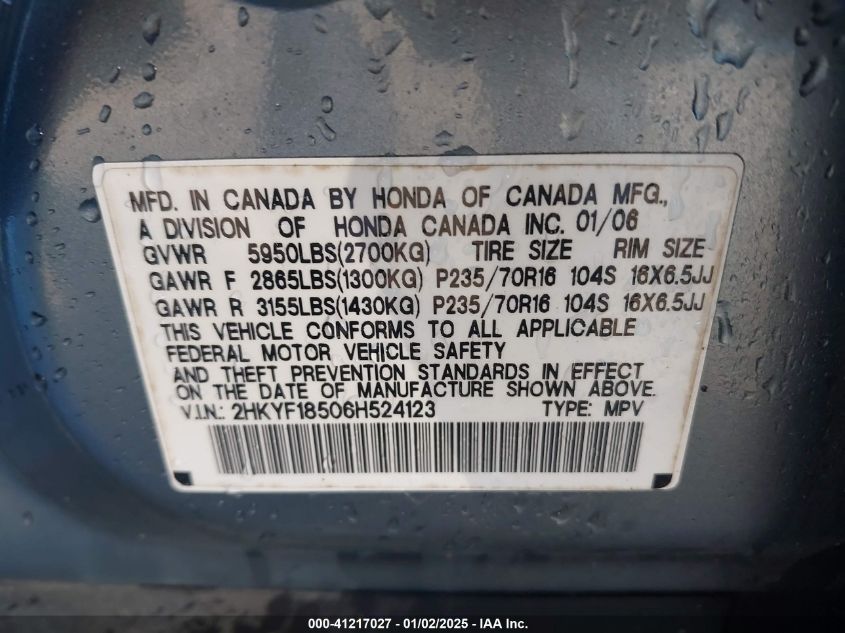 MFD. IN CANADA BY HONDA OF CANADA MFG.,
A DIVISION OF HONDA CANADA INC. 01/06
GVWR 5950LBS(2700KG) TIRE SIZE RIM SIZE
GAWR F 2865LBS(1300KG) P235/70R16 104S 16X6.5JJ
GAWR R 3155LBS(1430KG) P235/70R16 104S 16X6.5JJ
THIS VEHICLE CONFORMS TO ALL APPLICABLE
FEDERAL MOTOR VEHICLE SAFETY
AND THEFT PREVENTION STANDARDS IN EFFECT
ON THE DATE OF MANUFACTURE SHOWN ABOVE.
V.I.N.: 2HKYF18506H524123 TYPE: MPV
000-41217027 - 01/02/2025 - IAA Inc.